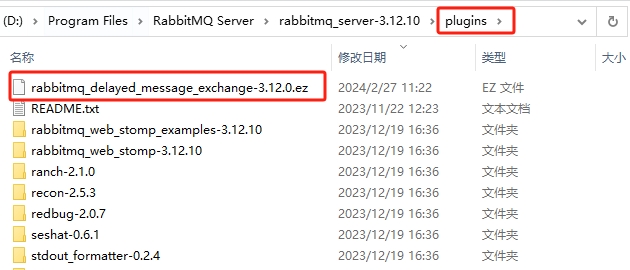 (D:) > Program Files > RabbitMQ Server > rabbitmq_server-3.12.10 > plugins >
名称 修改日期 类型 大小
rabbitmq_delayed_message_exchange-3.12.0.ez 2024/2/27 11:22 EZ 文件
README.txt 2023/11/22 12:23 文本文档
rabbitmq_web_stomp_examples-3.12.10 2023/12/19 16:36 文件夹
rabbitmq_web_stomp-3.12.10 2023/12/19 16:36 文件夹
ranch-2.1.0 2023/12/19 16:36 文件夹
recon-2.5.3 2023/12/19 16:36 文件夹
redbug-2.0.7 2023/12/19 16:36 文件夹
seshat-0.6.1 2023/12/19 16:36 文件夹
stdout_formatter-0.2.4 2023/12/19 16:36 文件夹